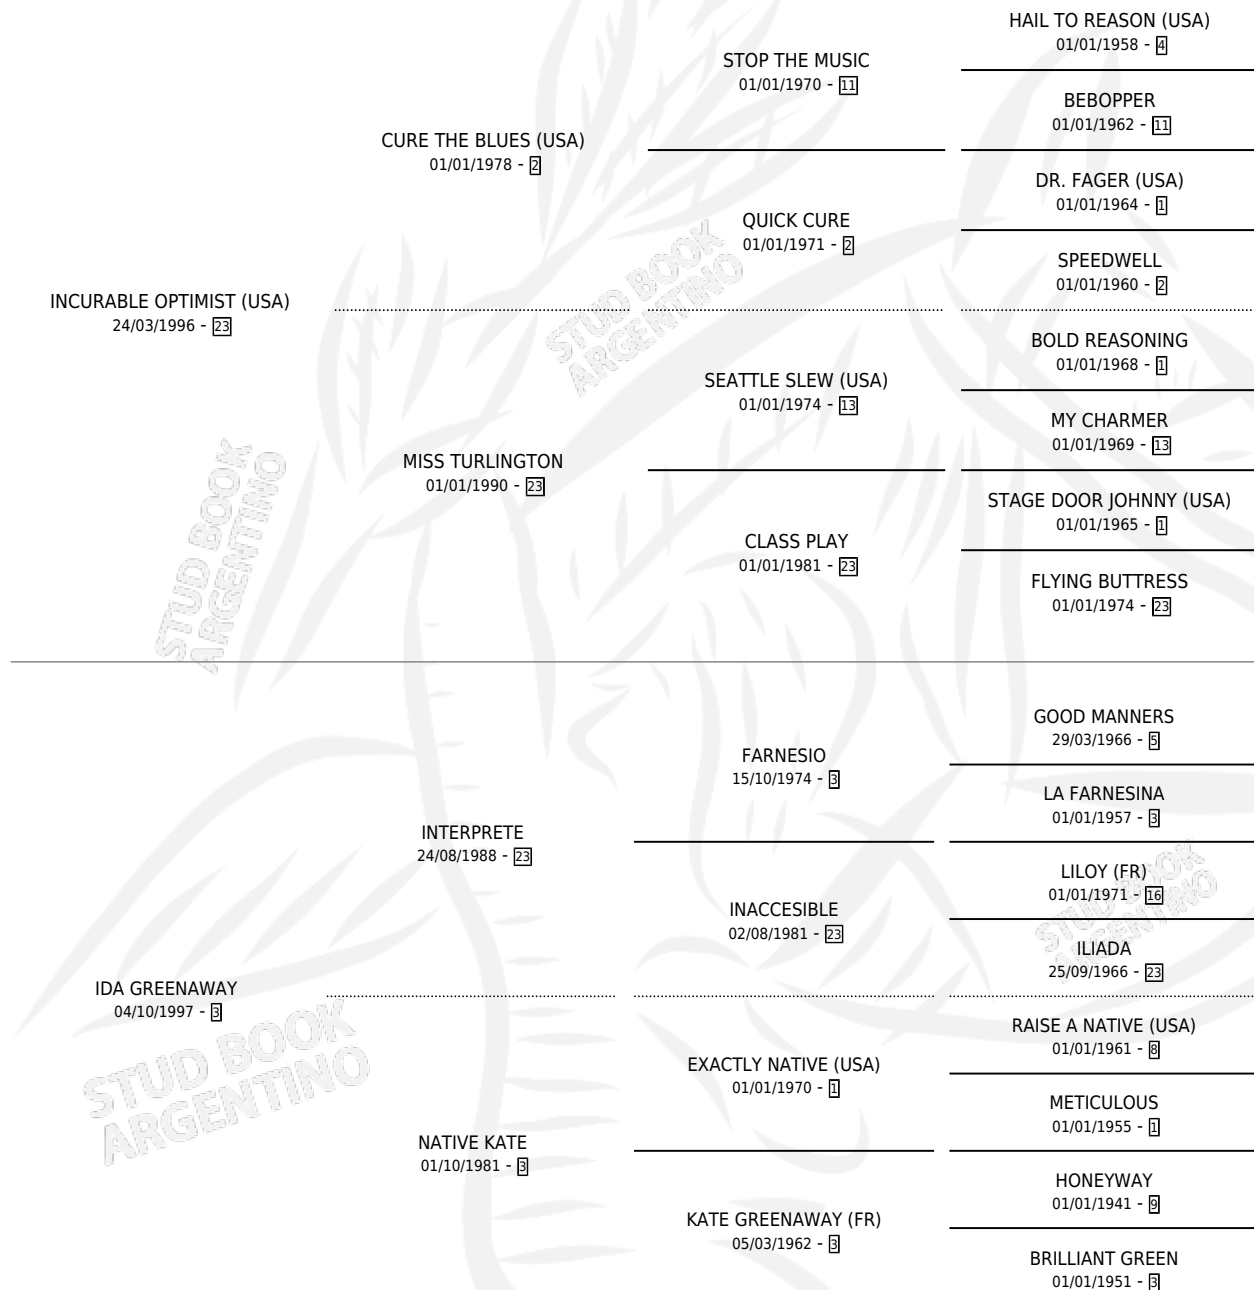 HAIL TO REASON (USA)
01/01/1958 - 4
STOP THE MUSIC
01/01/1970 - 11
BEBOPPER
01/01/1962 - 11
CURE THE BLUES (USA)
01/01/1978 - 2
DR. FAGER (USA)
01/01/1964 - 1
QUICK CURE
01/01/1971 - 2
SPEEDWELL
01/01/1960 - 2
INCURABLE OPTIMIST (USA)
24/03/1996 - 23
BOLD REASONING
01/01/1968 - 1
SEATTLE SLEW (USA)
01/01/1974 - 13
MY CHARMER
01/01/1969 - 13
MISS TURLINGTON
01/01/1990 - 23
STAGE DOOR JOHNNY (USA)
01/01/1965 - 1
CLASS PLAY
01/01/1981 - 23
FLYING BUTTRESS
01/01/1974 - 23
STUD BOOK
ARGENTINO
STUD BOOK
ARGENTINO
GOOD MANNERS
29/03/1966 - 5
FARNESIO
15/10/1974 - 3
LA FARNESINA
01/01/1957 - 3
INTERPRETE
24/08/1988 - 23
LILOY (FR)
01/01/1971 - 16
INACCESIBLE
02/08/1981 - 23
ILIADA
25/09/1966 - 23
STUD BOOK
ARGENTINO
IDA GREENAWAY
04/10/1997 - 3
RAISE A NATIVE (USA)
01/01/1961 - 8
EXACTLY NATIVE (USA)
01/01/1970 - 1
METICULOUS
01/01/1955 - 1
NATIVE KATE
01/10/1981 - 3
HONEYWAY
01/01/1941 - 9
KATE GREENAWAY (FR)
05/03/1962 - 3
BRILLIANT GREEN
01/01/1951 - 3
STUD BOOK
ARGENTINO